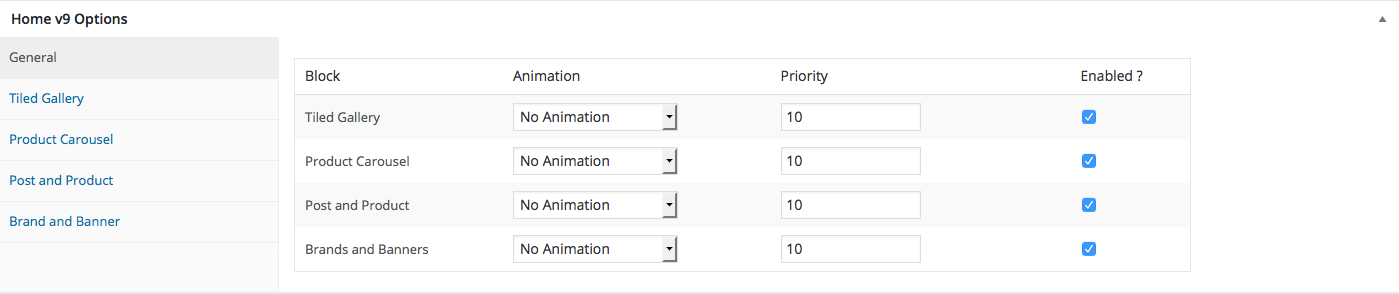 Home v9 Options
General
Tiled Gallery
Product Carousel
Post and Product
Brand and Banner
Block Animation Priority Enabled ?
Tiled Gallery No Animation 10
Product Carousel No Animation 10
Post and Product No Animation 10
Brands and Banners No Animation 10